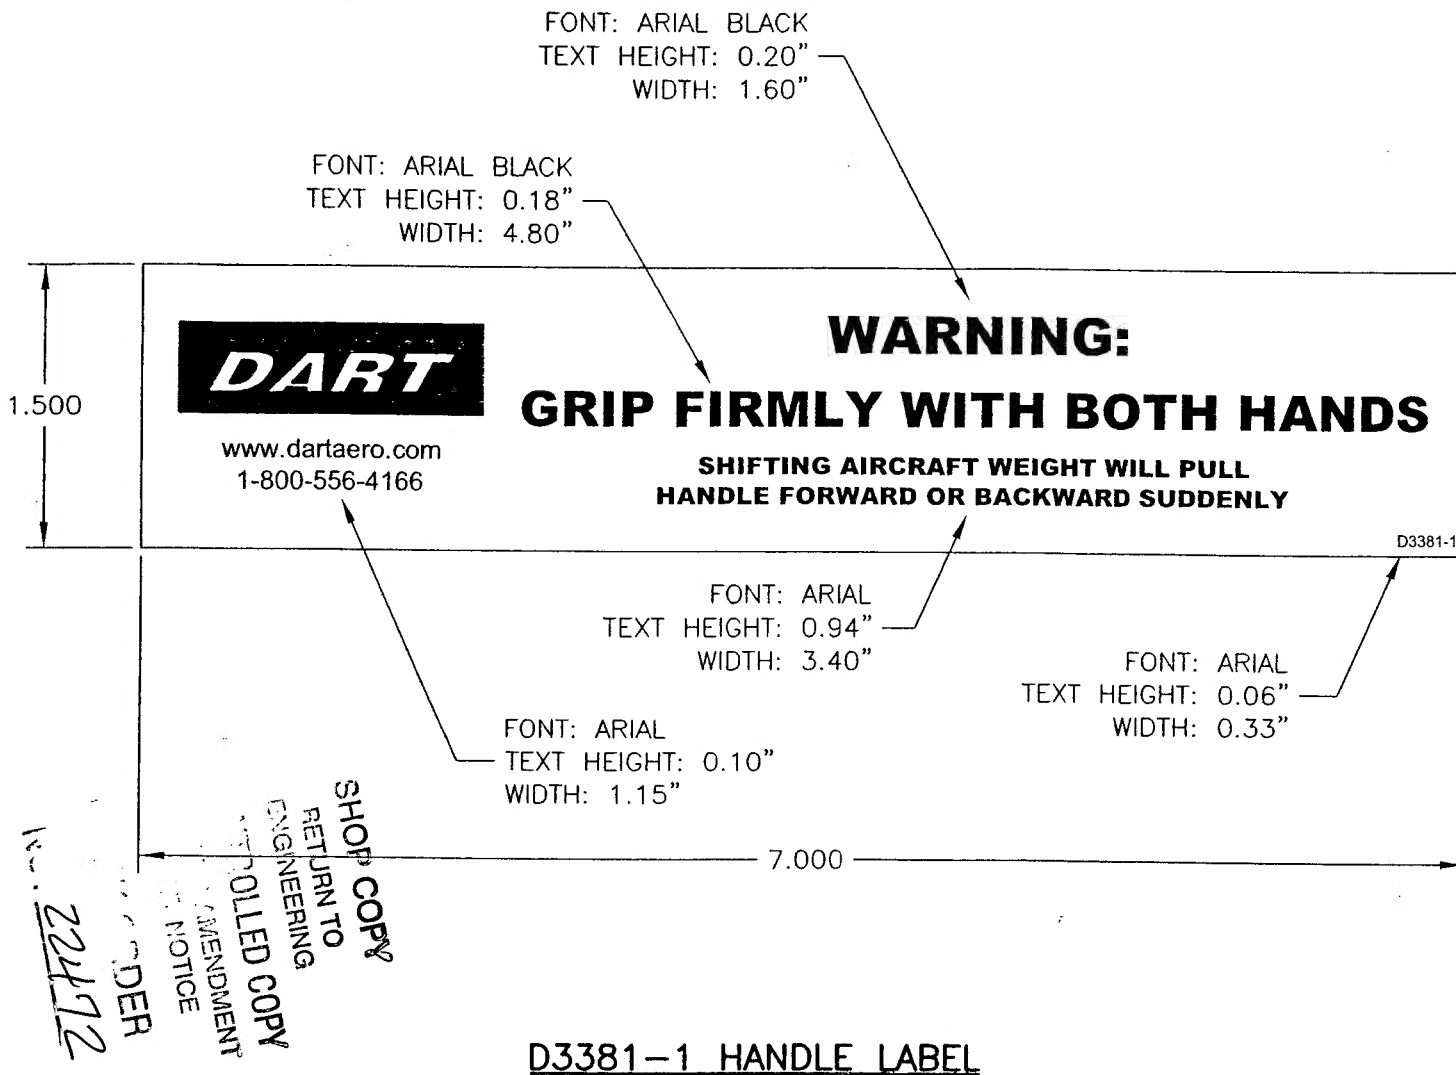 FONT: ARIAL BLACK
TEXT HEIGHT: 0.20"
WIDTH: 1.60"
FONT: ARIAL BLACK
TEXT HEIGHT: 0.18"
WIDTH: 4.80"
1.500
DART
www.dartaero.com
1-800-556-4166
WARNING:
GRIP FIRMLY WITH BOTH HANDS
SHIFTING AIRCRAFT WEIGHT WILL PULL
HANDLE FORWARD OR BACKWARD SUDDENLY
D3381-1
FONT: ARIAL
TEXT HEIGHT: 0.94"
WIDTH: 3.40"
FONT: ARIAL
TEXT HEIGHT: 0.06"
WIDTH: 0.33"
FONT: ARIAL
TEXT HEIGHT: 0.10"
WIDTH: 1.15"
7.000
SHOP COPY
RETURN TO
ENGINEERING
COPY
AMENDMENT
NOTICE
22472
D3381-1 HANDLE LABEL